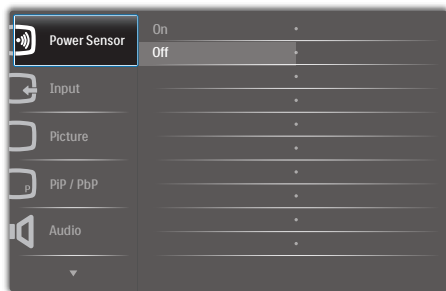 Power Sensor
On
Off
Input
Picture
P
PiP / PbP
Audio